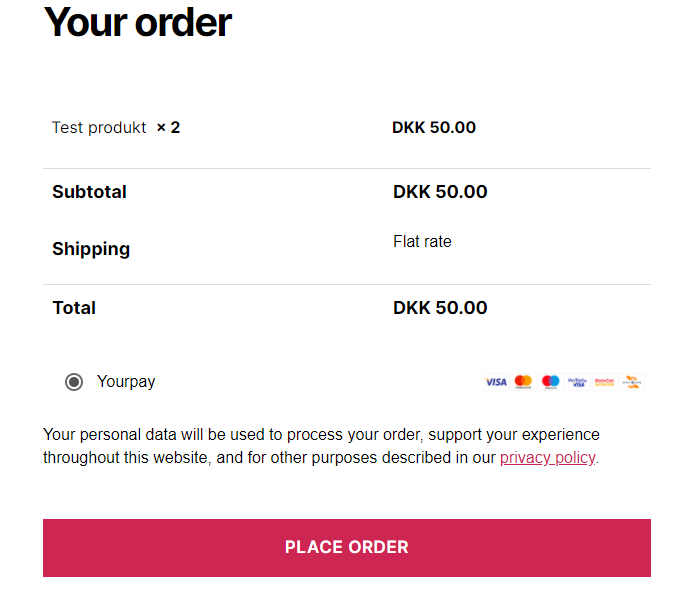 Your order
Test produkt × 2 DKK 50.00
Subtotal DKK 50.00
Shipping Flat rate
Total DKK 50.00
Yourpay VISA
Your personal data will be used to process your order, support your experience
throughout this website, and for other purposes described in our privacy policy.
PLACE ORDER